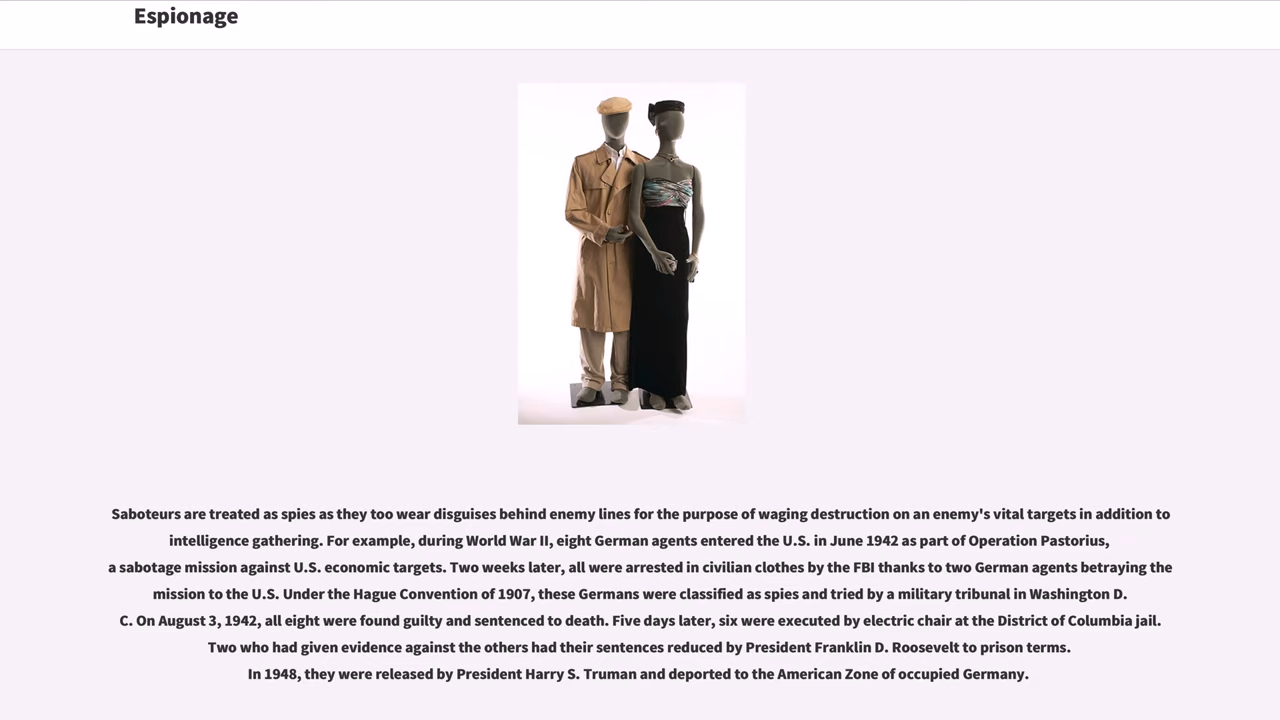 Espionage
Saboteurs are treated as spies as they too wear disguises behind enemy lines for the purpose of waging destruction on an enemy's vital targets in addition to
intelligence gathering. For example, during World War II, eight German agents entered the U.S. in June 1942 as part of Operation Pastorius,
a sabotage mission against U.S. economic targets. Two weeks later, all were arrested in civilian clothes by the FBI thanks to two German agents betraying the
mission to the U.S. Under the Hague Convention of 1907, these Germans were classified as spies and tried by a military tribunal in Washington D.
C. On August 3, 1942, all eight were found guilty and sentenced to death. Five days later, six were executed by electric chair at the District of Columbia jail.
Two who had given evidence against the others had their sentences reduced by President Franklin D. Roosevelt to prison terms.
In 1948, they were released by President Harry S. Truman and deported to the American Zone of occupied Germany.